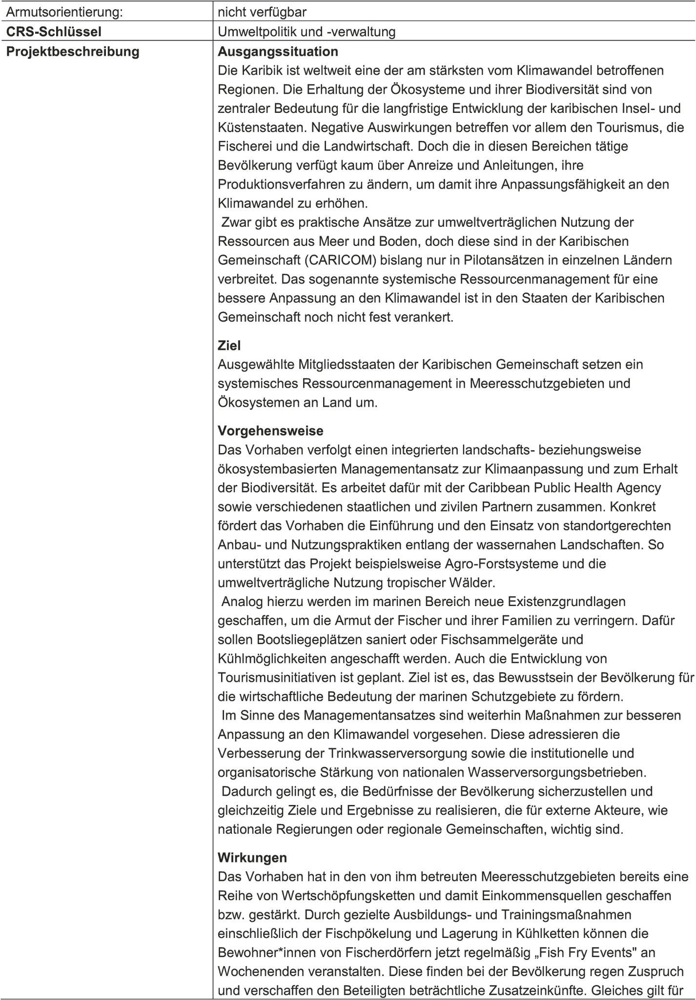 Armutsorientierung: nicht verfügbar
CRS-Schlüssel Umweltpolitik und -verwaltung
Projektbeschreibung Ausgangssituation
Die Karibik ist weltweit eine der am stärksten vom Klimawandel betroffenen
Regionen. Die Erhaltung der Ökosysteme und ihrer Biodiversität sind von
zentraler Bedeutung für die langfristige Entwicklung der karibischen Insel- und
Küstenstaaten. Negative Auswirkungen betreffen vor allem den Tourismus, die
Fischerei und die Landwirtschaft. Doch die in diesen Bereichen tätige
Bevölkerung verfügt kaum über Anreize und Anleitungen, ihre
Produktionsverfahren zu ändern, um damit ihre Anpassungsfähigkeit an den
Klimawandel zu erhöhen.
Zwar gibt es praktische Ansätze zur umweltverträglichen Nutzung der
Ressourcen aus Meer und Boden, doch diese sind in der Karibischen
Gemeinschaft (CARICOM) bislang nur in Pilotansätzen in einzelnen Ländern
verbreitet. Das sogenannte systemische Ressourcenmanagement für eine
bessere Anpassung an den Klimawandel ist in den Staaten der Karibischen
Gemeinschaft noch nicht fest verankert.
Ziel
Ausgewählte Mitgliedsstaaten der Karibischen Gemeinschaft setzen ein
systemisches Ressourcenmanagement in Meeresschutzgebieten und
Ökosystemen an Land um.
Vorgehensweise
Das Vorhaben verfolgt einen integrierten landschafts- beziehungsweise
ökosystembasierten Managementansatz zur Klimaanpassung und zum Erhalt
der Biodiversität. Es arbeitet dafür mit der Caribbean Public Health Agency
sowie verschiedenen staatlichen und zivilen Partnern zusammen. Konkret
fördert das Vorhaben die Einführung und den Einsatz von standortgerechten
Anbau- und Nutzungspraktiken entlang der wassernahen Landschaften. So
unterstützt das Projekt beispielsweise Agro-Forstsysteme und die
umweltverträgliche Nutzung tropischer Wälder.
Analog hierzu werden im marinen Bereich neue Existenzgrundlagen
geschaffen, um die Armut der Fischer und ihrer Familien zu verringern. Dafür
sollen Bootsliegeplätzen saniert oder Fischsammelgeräte und
Kühlmöglichkeiten angeschafft werden. Auch die Entwicklung von
Tourismusinitiativen ist geplant. Ziel ist es, das Bewusstsein der Bevölkerung für
die wirtschaftliche Bedeutung der marinen Schutzgebiete zu fördern.
Im Sinne des Managementansatzes sind weiterhin Maßnahmen zur besseren
Anpassung an den Klimawandel vorgesehen. Diese adressieren die
Verbesserung der Trinkwasserversorgung sowie die institutionelle und
organisatorische Stärkung von nationalen Wasserversorgungsbetrieben.
Dadurch gelingt es, die Bedürfnisse der Bevölkerung sicherzustellen und
gleichzeitig Ziele und Ergebnisse zu realisieren, die für externe Akteure, wie
nationale Regierungen oder regionale Gemeinschaften, wichtig sind.
Wirkungen
Das Vorhaben hat in den von ihm betreuten Meeresschutzgebieten bereits eine
Reihe von Wertschöpfungsketten und damit Einkommensquellen geschaffen
bzw. gestärkt. Durch gezielte Ausbildungs- und Trainingsmaßnahmen
einschließlich der Fischpökelung und Lagerung in Kühlketten können die
Bewohner*innen von Fischerdörfern jetzt regelmäßig „Fish Fry Events" an
Wochenenden veranstalten. Diese finden bei der Bevölkerung regen Zuspruch
und verschaffen den Beteiligten beträchtliche Zusatzeinkünfte. Gleiches gilt für